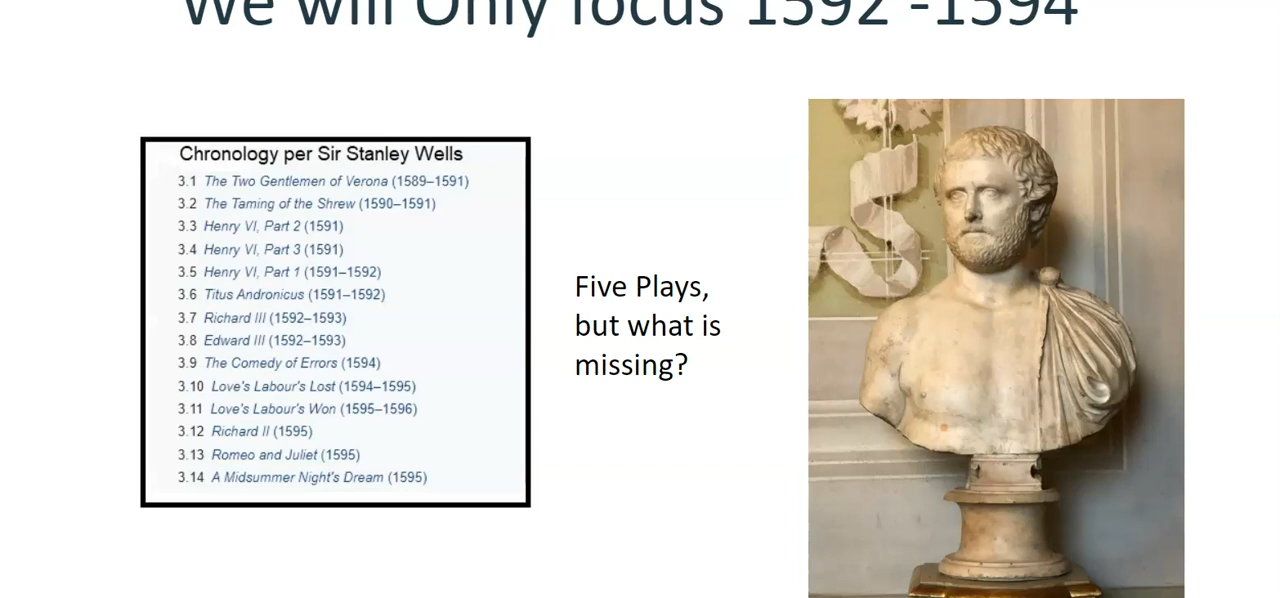 We will Only focus 1592 -1594
Chronology per Sir Stanley Wells
3.1 The Two Gentlemen of Verona (1589–1591)
3.2 The Taming of the Shrew (1590–1591)
3.3 Henry VI, Part 2 (1591)
3.4 Henry VI, Part 3 (1591)
3.5 Henry VI, Part 1 (1591–1592)
3.6 Titus Andronicus (1591–1592)
3.7 Richard III (1592–1593)
3.8 Edward III (1592–1593)
3.9 The Comedy of Errors (1594)
3.10 Love's Labour's Lost (1594–1595)
3.11 Love's Labour's Won (1595–1596)
3.12 Richard II (1595)
3.13 Romeo and Juliet (1595)
3.14 A Midsummer Night's Dream (1595)
Five Plays,
but what is
missing?